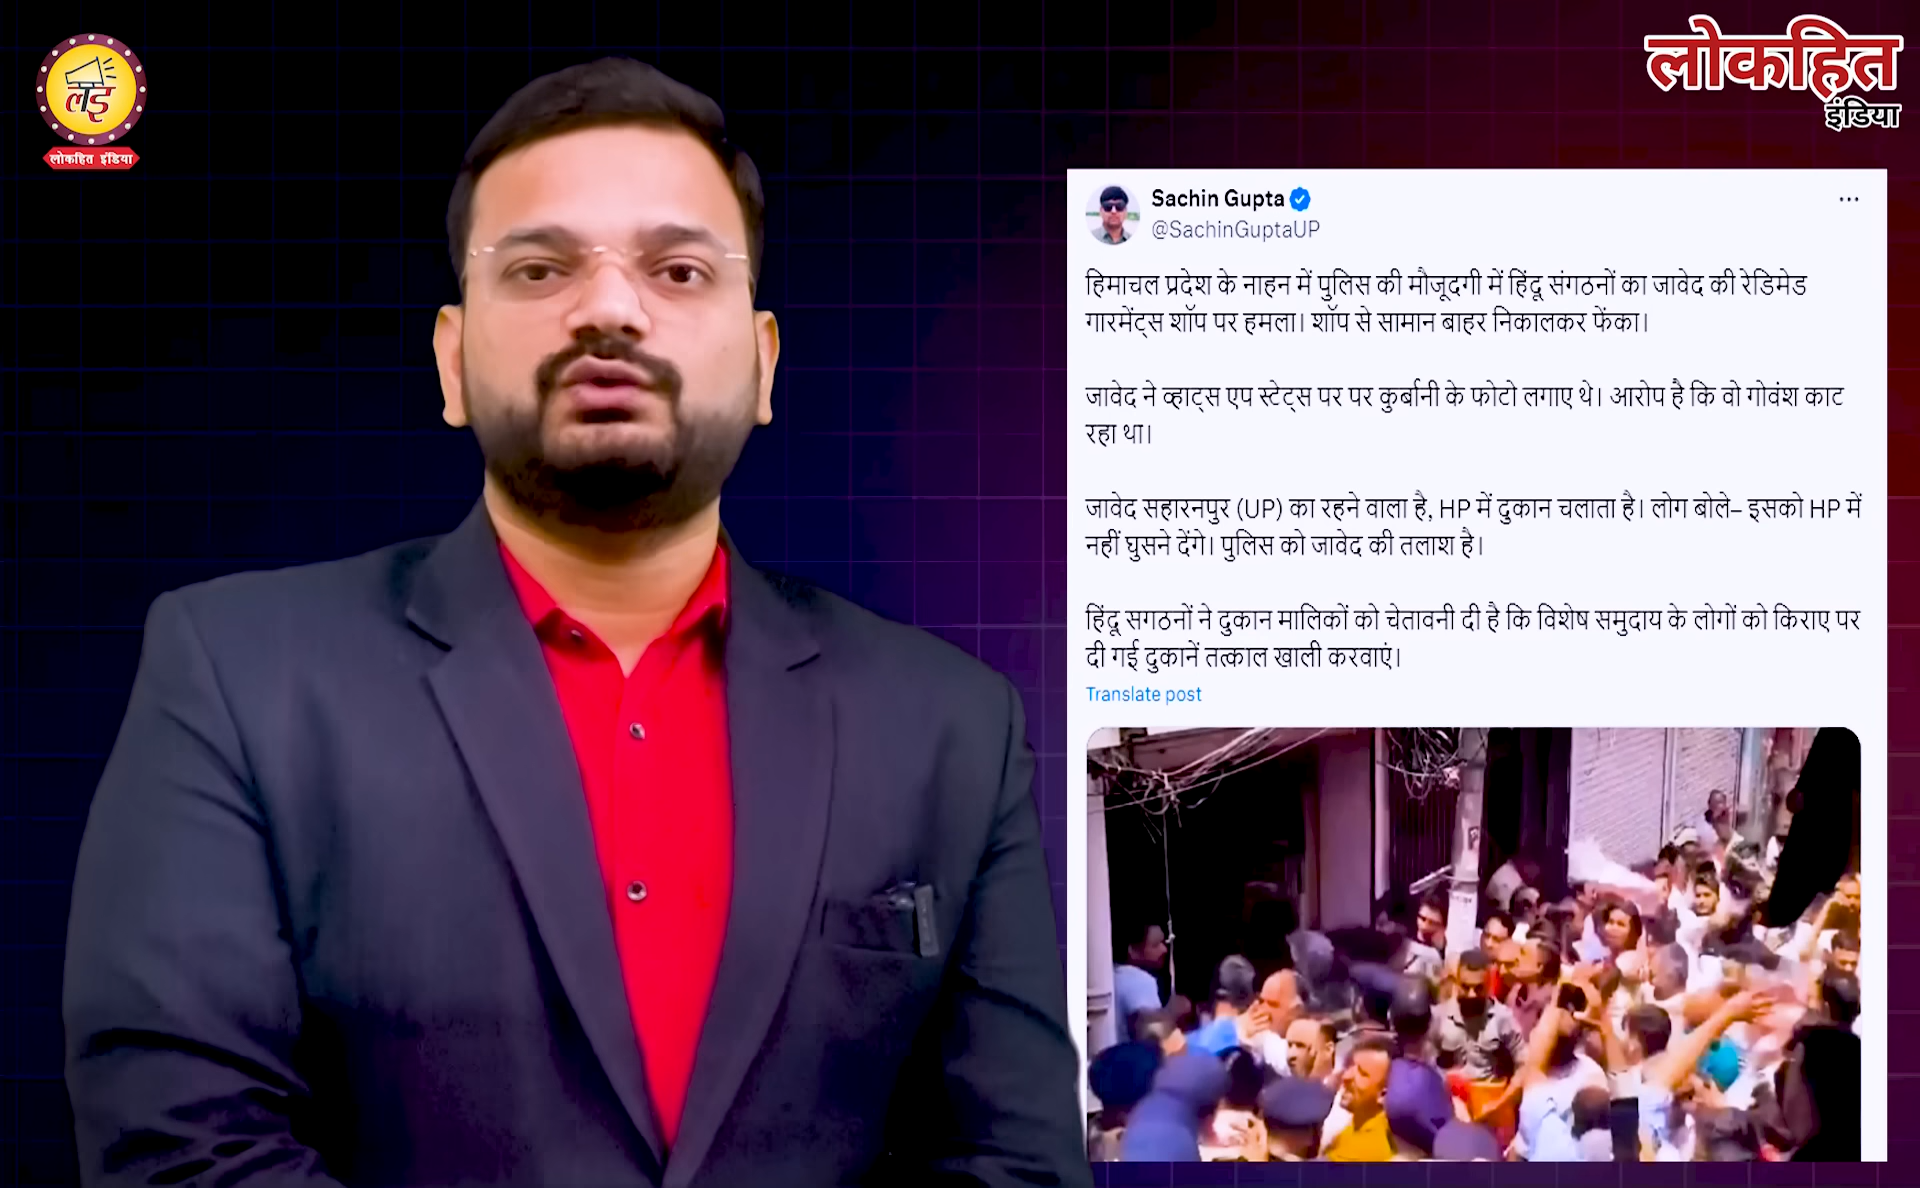 लइ
लोकहित इंडिया
लोकहित
इंडिया
Sachin Gupta
@SachinGuptaUP
हिमाचल प्रदेश के नाहन में पुलिस की मौजूदगी में हिंदू संगठनों का जावेद की रेडिमेड
गारमेंट्स शॉप पर हमला। शॉप से सामान बाहर निकालकर फेंका।
जावेद ने व्हाट्स एप स्टेट्स पर पर कुर्बानी के फोटो लगाए थे। आरोप है कि वो गोवंश काट
रहा था।
जावेद सहारनपुर (UP) का रहने वाला है, HP में दुकान चलाता है। लोग बोले– इसको HP में
नहीं घुसने देंगे। पुलिस को जावेद की तलाश है।
हिंदू सगठनों ने दुकान मालिकों को चेतावनी दी है कि विशेष समुदाय के लोगों को किराए पर
दी गई दुकानें तत्काल खाली करवाएं।
Translate post